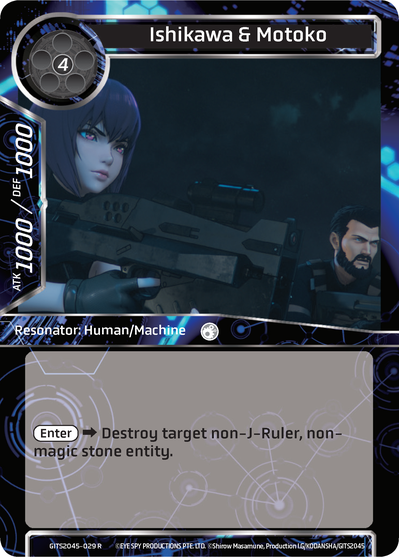 Ishikawa & Motoko
4
ATK 1000 / DEF 1000
Resonator: Human/Machine
Enter ➡ Destroy target non-J-Ruler, non-
magic stone entity.
GITS2045-029 R ©EYE SPY PRODUCTIONS PTE. LTD. ©Shirow Masamune, Production I.G/KODANSHA/GITS2045